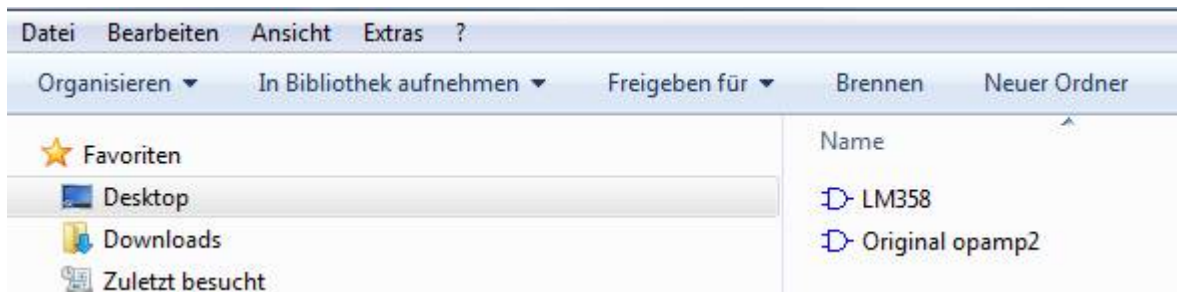 Datei Bearbeiten Ansicht Extras ?
Organisieren In Bibliothek aufnehmen Freigeben für Brennen Neuer Ordner
Favoriten
Desktop
Downloads
Zuletzt besucht
Name
LM358
Original opamp2